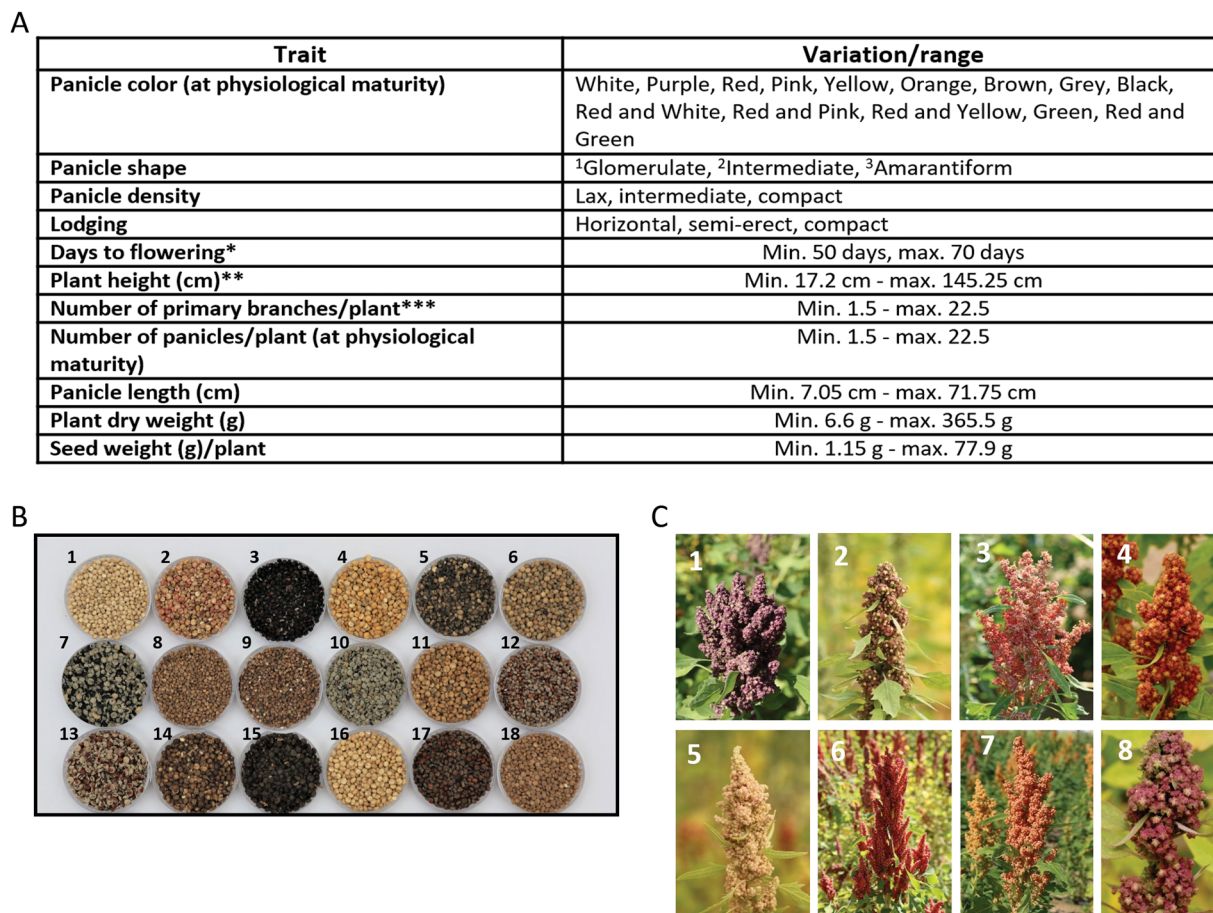 A
Trait Variation/range
Panicle color (at physiological maturity) White, Purple, Red, Pink, Yellow, Orange, Brown, Grey, Black,
Red and White, Red and Pink, Red and Yellow, Green, Red and
Green
Panicle shape ¹Glomerulate, ²Intermediate, ³Amarantiform
Panicle density Lax, intermediate, compact
Lodging Horizontal, semi-erect, compact
Days to flowering* Min. 50 days, max. 70 days
Plant height (cm)** Min. 17.2 cm - max. 145.25 cm
Number of primary branches/plant*** Min. 1.5 - max. 22.5
Number of panicles/plant (at physiological Min. 1.5 - max. 22.5
maturity)
Panicle length (cm) Min. 7.05 cm - max. 71.75 cm
Plant dry weight (g) Min. 6.6 g - max. 365.5 g
Seed weight (g)/plant Min. 1.15 g - max. 77.9 g
B
1 2 3 4 5 6
7 8 9 10 11 12
13 14 15 16 17 18
C
1 2 3 4
5 6 7 8